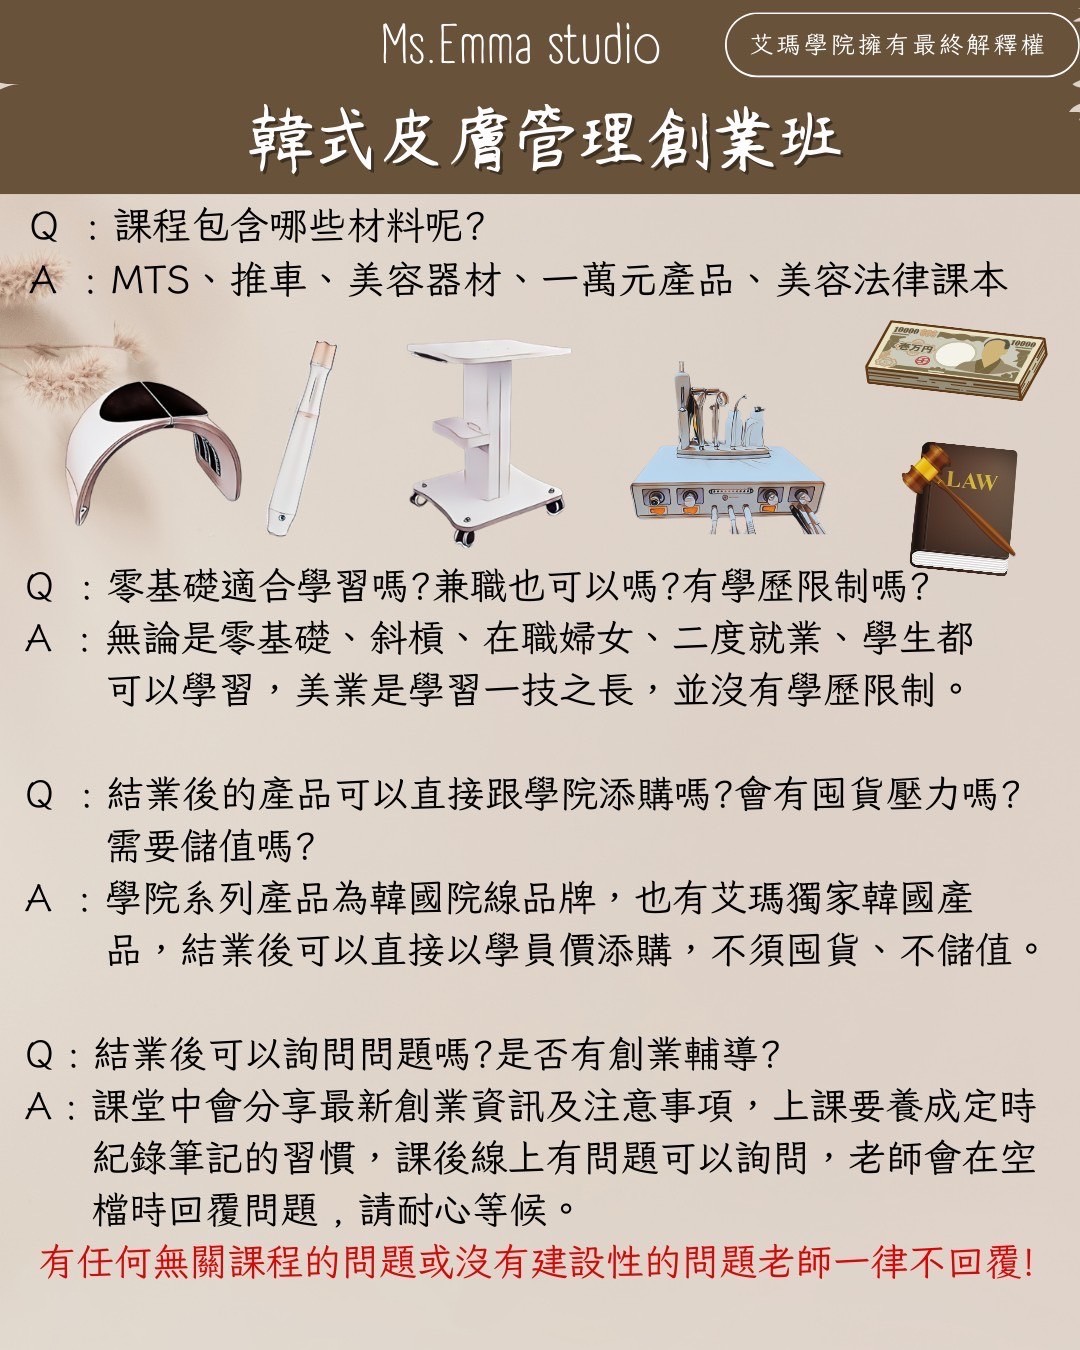 Ms.Emma studio
艾瑪學院擁有最終解釋權
韓式皮膚管理創業班
Q ：課程包含哪些材料呢?
A ：MTS、推車、美容器材、一萬元產品、美容法律課本
10000
10000
壱万円
LAW
Q ：零基礎適合學習嗎?兼職也可以嗎?有學歷限制嗎?
A ：無論是零基礎、斜槓、在職婦女、二度就業、學生都
可以學習，美業是學習一技之長，並沒有學歷限制。
Q ：結業後的產品可以直接跟學院添購嗎?會有囤貨壓力嗎?
需要儲值嗎?
A ：學院系列產品為韓國院線品牌，也有艾瑪獨家韓國產
品，結業後可以直接以學員價添購，不須囤貨、不儲值。
Q：結業後可以詢問問題嗎?是否有創業輔導?
A：課堂中會分享最新創業資訊及注意事項，上課要養成定時
紀錄筆記的習慣，課後線上有問題可以詢問，老師會在空
檔時回覆問題，請耐心等候。
有任何無關課程的問題或沒有建設性的問題老師一律不回覆!